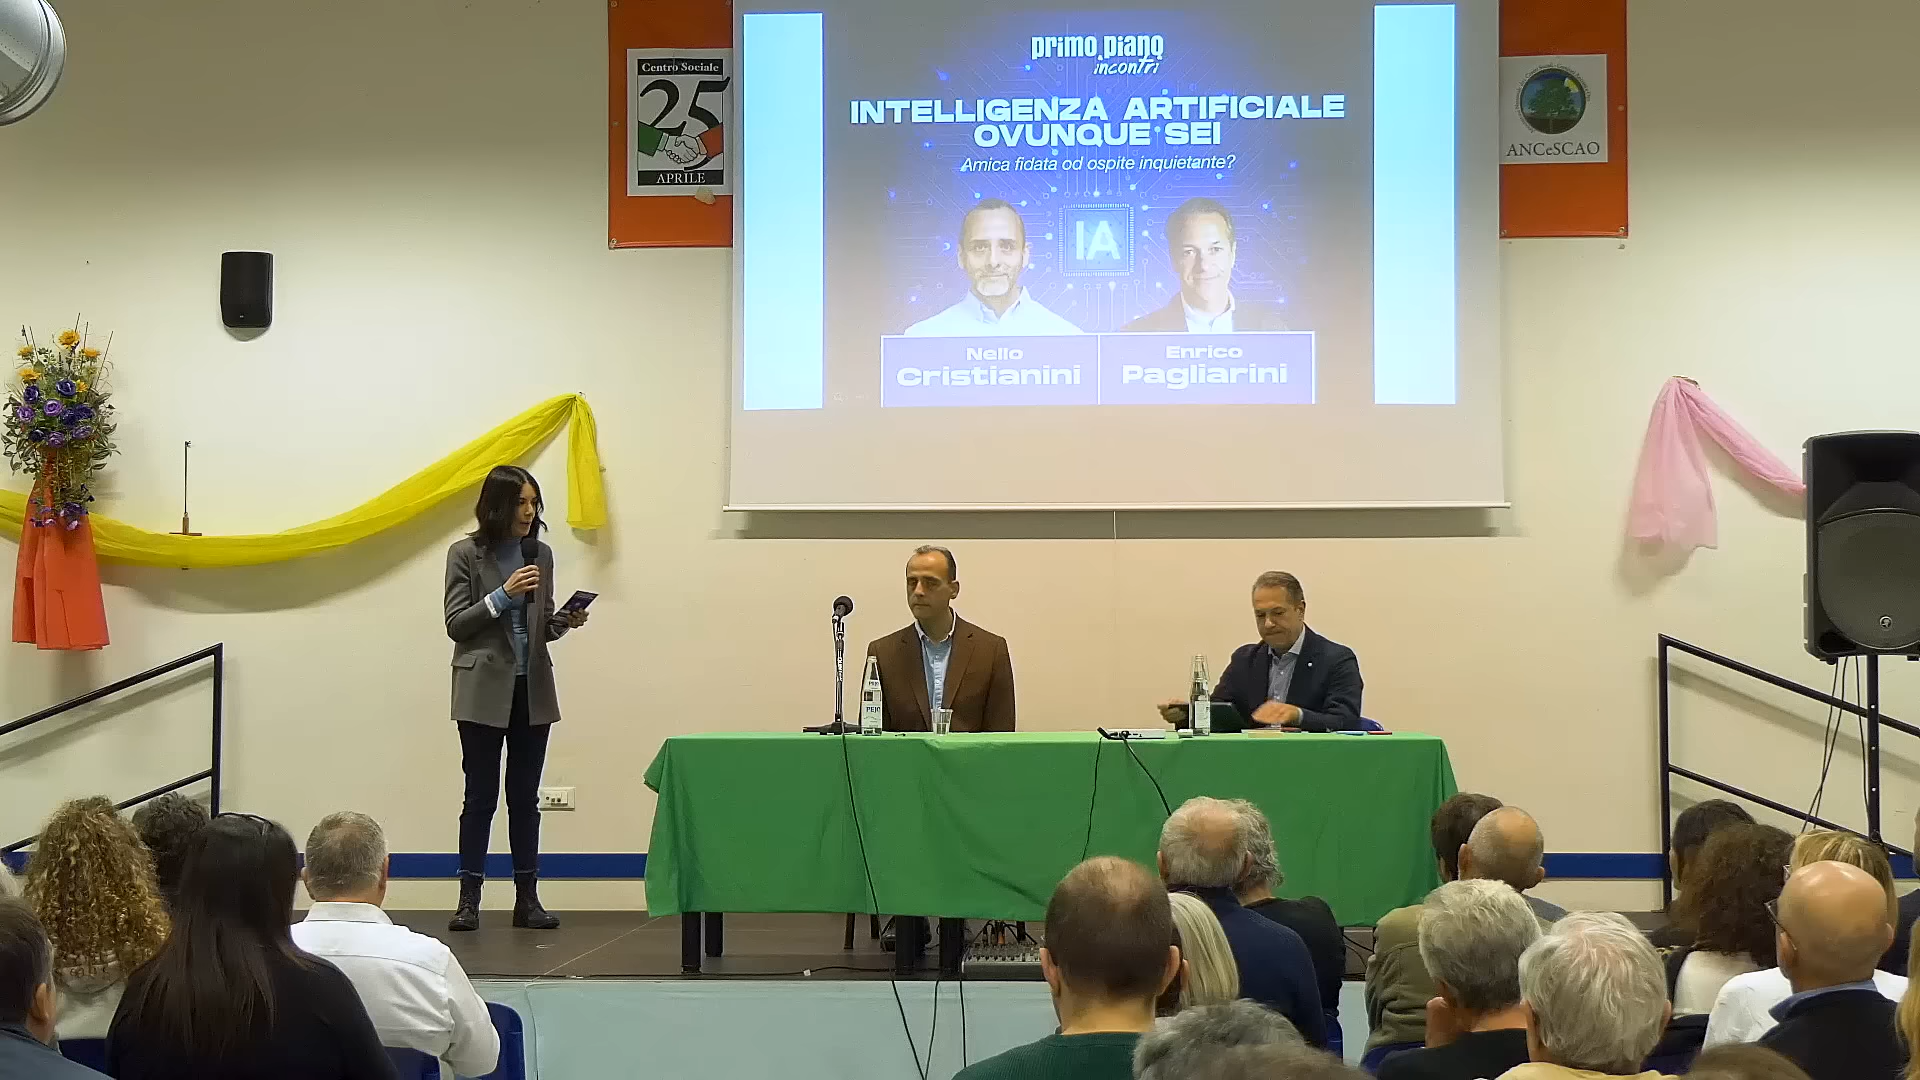 Centro Sociale
25
APRILE
primo piano
incontri
INTELLIGENZA ARTIFICIALE
OVUNQUE SEI
Amica fidata od ospite inquietante?
IA
Nello
Cristianini
Enrico
Pagliarini
ANCeSCAO
PEJO